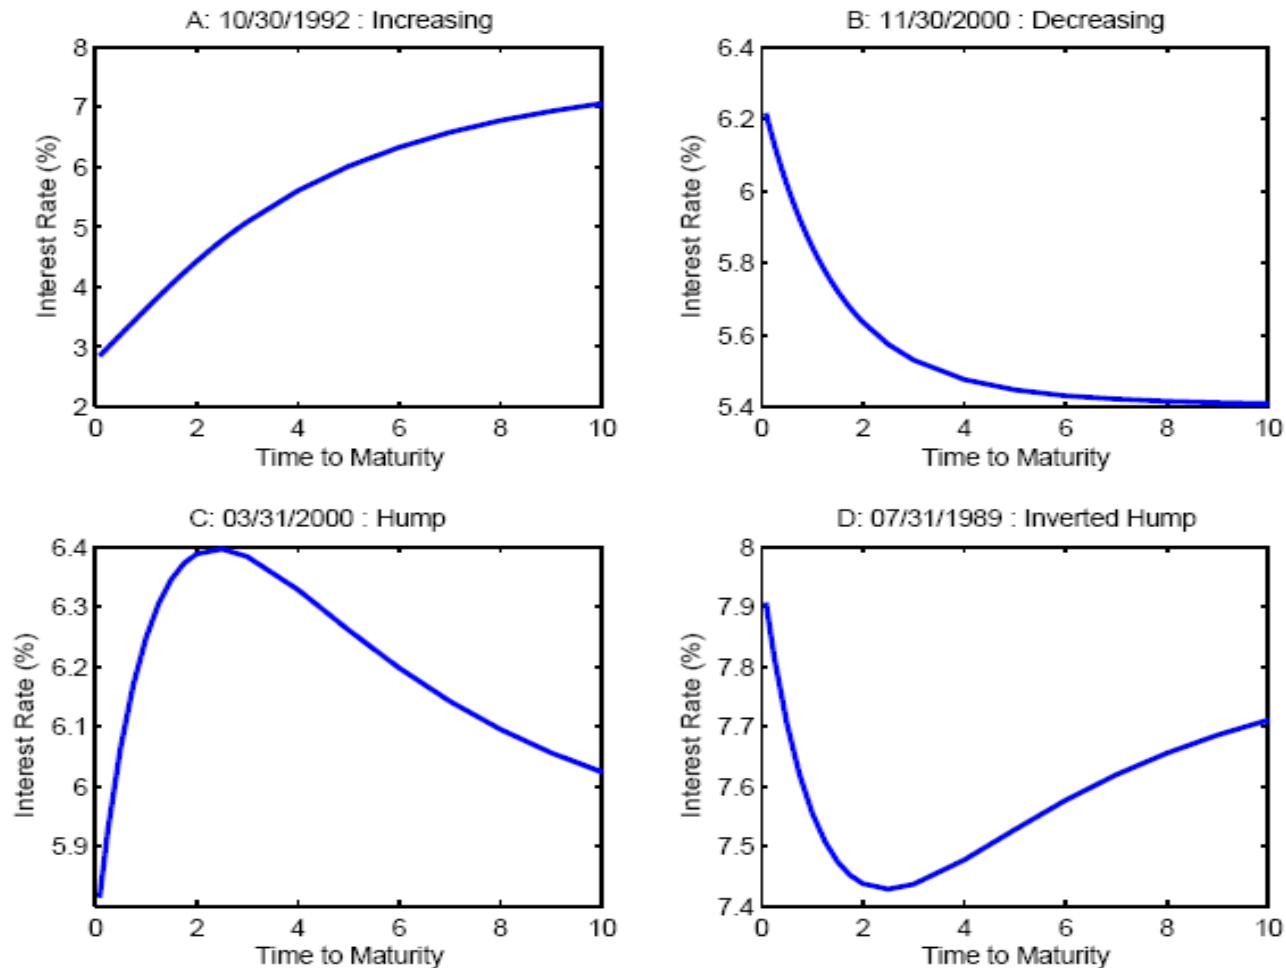 A: 10/30/1992 : Increasing
8
7
6
5
4
3
2
Interest Rate (%)
0 2 4 6 8 10
Time to Maturity
B: 11/30/2000 : Decreasing
6.4
6.2
6
5.8
5.6
5.4
Interest Rate (%)
0 2 4 6 8 10
Time to Maturity
C: 03/31/2000 : Hump
6.4
6.3
6.2
6.1
6
5.9
Interest Rate (%)
0 2 4 6 8 10
Time to Maturity
D: 07/31/1989 : Inverted Hump
8
7.9
7.8
7.7
7.6
7.5
7.4
Interest Rate (%)
0 2 4 6 8 10
Time to Maturity